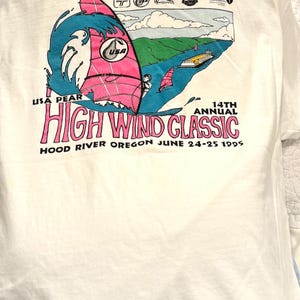 USA
USA PEAR
14TH
ANNUAL
HIGH WIND CLASSIC
HOOD RIVER OREGON JUNE 24-25 1995